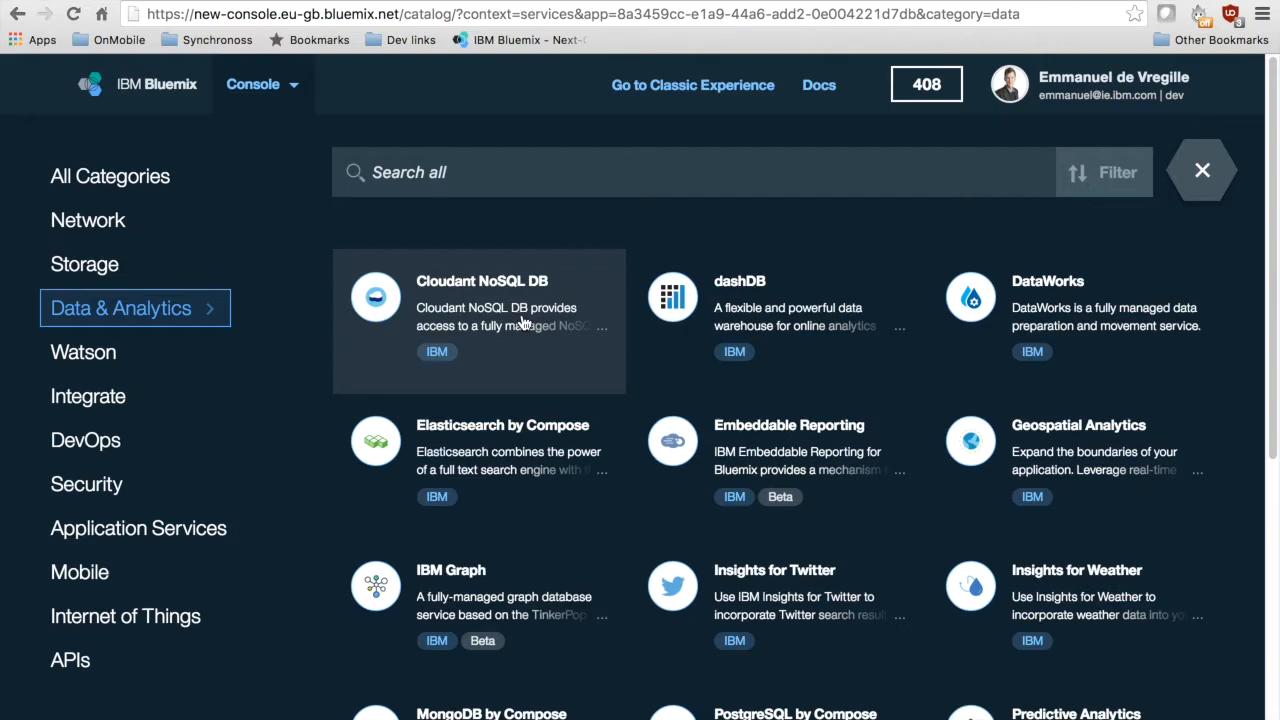 https://new-console.eu-gb.bluemix.net/catalog/?context=services&app=8a3459cc-e1a9-44a6-add2-0e004221d7db&category=data
Apps OnMobile Synchronoss Bookmarks Dev links IBM Bluemix - Next- Other Bookmarks
off 3
IBM Bluemix Console Go to Classic Experience Docs 408 Emmanuel de Vregille
emmanuel@ie.ibm.com | dev
Search all Filter
All Categories
Network
Storage
Data & Analytics
Watson
Integrate
DevOps
Security
Application Services
Mobile
Internet of Things
APIs
Cloudant NoSQL DB
Cloudant NoSQL DB provides
access to a fully managed NoSQ ...
IBM
dashDB
A flexible and powerful data
warehouse for online analytics ...
IBM
DataWorks
DataWorks is a fully managed data
preparation and movement service.
IBM
Elasticsearch by Compose
Elasticsearch combines the power
of a full text search engine with ...
IBM
Embeddable Reporting
IBM Embeddable Reporting for
Bluemix provides a mechanism ...
IBM Beta
Geospatial Analytics
Expand the boundaries of your
application. Leverage real-time ...
IBM
IBM Graph
A fully-managed graph database
service based on the TinkerPop ...
IBM Beta
Insights for Twitter
Use IBM Insights for Twitter to
incorporate Twitter search result ...
IBM
Insights for Weather
Use Insights for Weather to
incorporate weather data into yo ...
IBM
MongoDB by Compose
PostgreSQL by Compose
Predictive Analytics